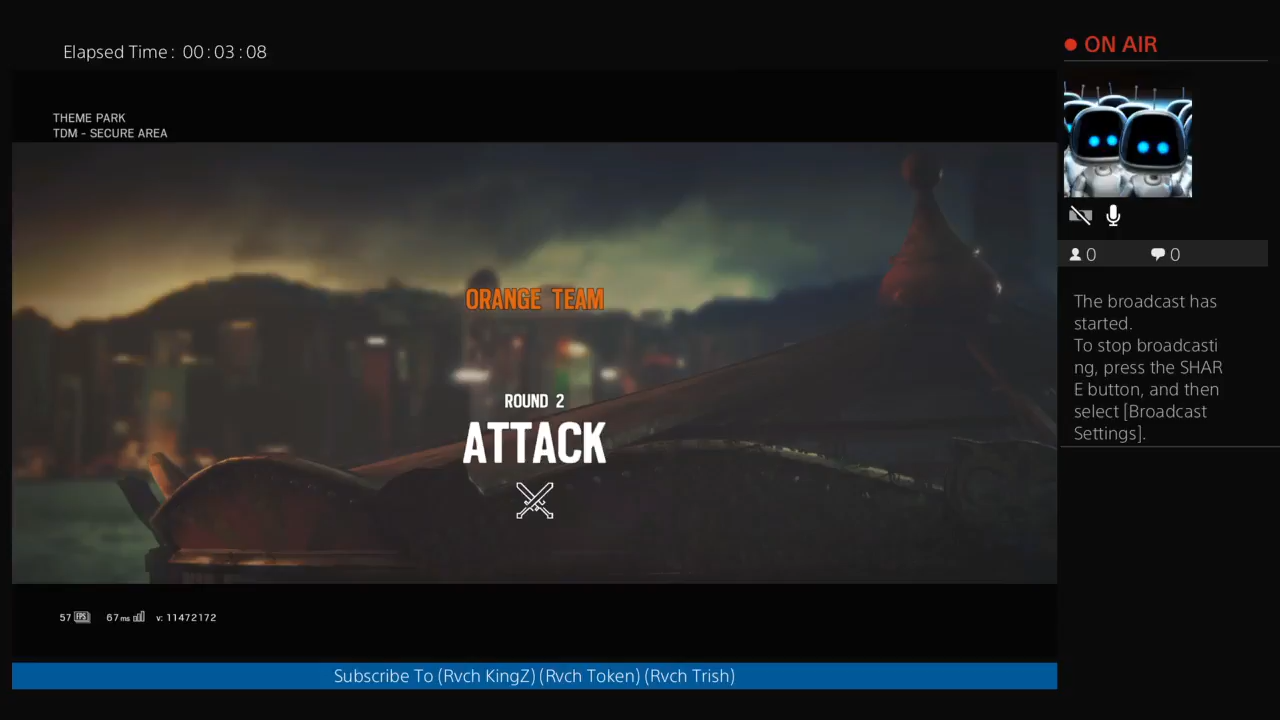 Elapsed Time: 00:03:08
ON AIR
THEME PARK
TDM - SECURE AREA
ORANGE TEAM
ROUND 2
ATTACK
0 0
The broadcast has
started.
To stop broadcasti
ng, press the SHAR
E button, and then
select [Broadcast
Settings].
57 FPS 67ms v: 11472172
Subscribe To (Rvch KingZ) (Rvch Token) (Rvch Trish)